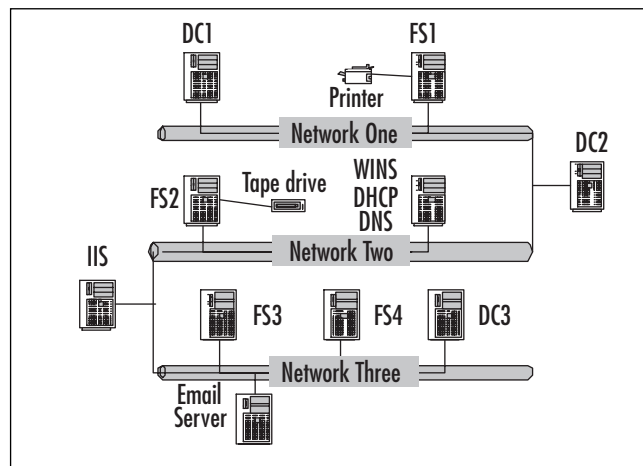 DC1
FS1
Printer
Network One
DC2
FS2
Tape drive
WINS
DHCP
DNS
Network Two
IIS
FS3
FS4
DC3
Network Three
Email
Server